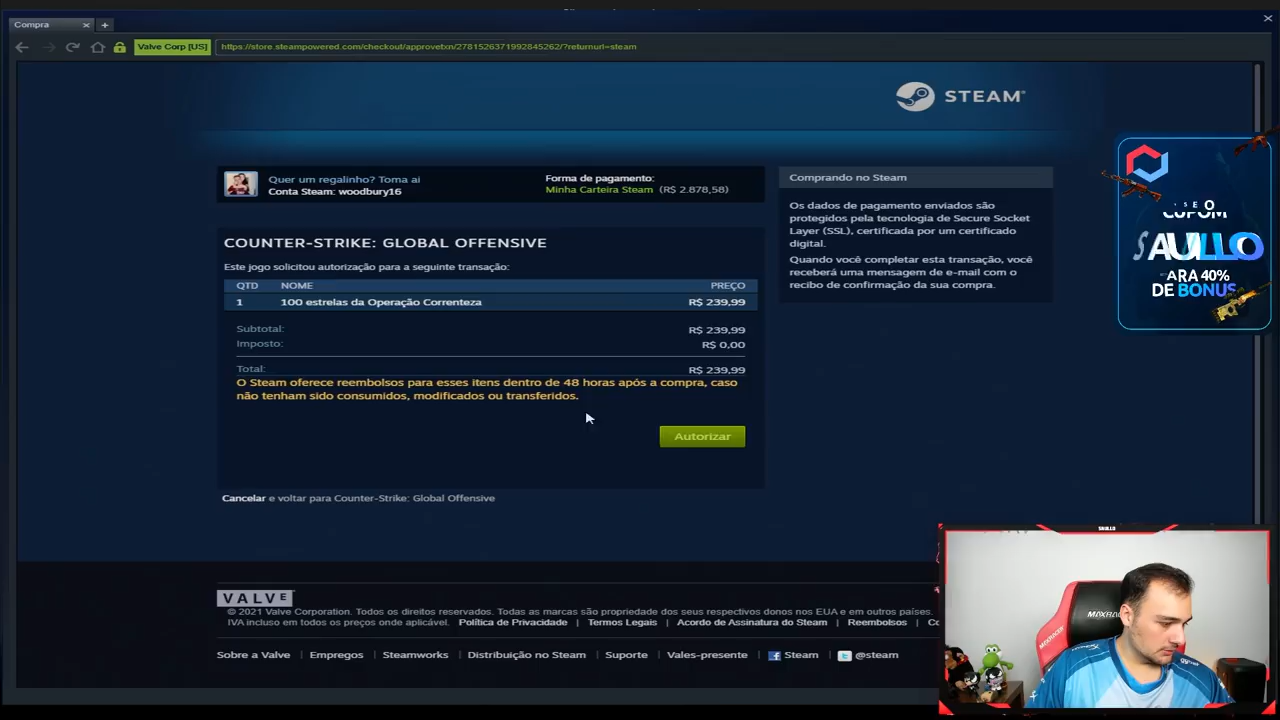 Compra
Valve Corp [US]
https://store.steampowered.com/checkout/approvetxn/2781526371992845262/?returnurl=steam
STEAM®
Quer um regalinho? Toma ai
Conta Steam: woodbury16
Forma de pagamento:
Minha Carteira Steam (R$ 2.878,58)
Comprando no Steam
Os dados de pagamento enviados são
protegidos pela tecnologia de Secure Socket
Layer (SSL), certificada por um certificado
digital.
Quando você completar esta transação, você
receberá uma mensagem de e-mail com o
recibo de confirmação da sua compra.
COUNTER-STRIKE: GLOBAL OFFENSIVE
Este jogo solicitou autorização para a seguinte transação:
QTD NOME PREÇO
1 100 estrelas da Operação Correnteza R$ 239,99
Subtotal: R$ 239,99
Imposto: R$ 0,00
Total: R$ 239,99
O Steam oferece reembolsos para esses itens dentro de 48 horas após a compra, caso
não tenham sido consumidos, modificados ou transferidos.
Autorizar
Cancelar e voltar para Counter-Strike: Global Offensive
CUPOM
SAULLO
ARA 40%
DE BONUS
SAULLO
MAXRACER
VALVE
© 2021 Valve Corporation. Todos os direitos reservados. Todas as marcas são propriedade dos seus respectivos donos nos EUA e em outros países.
IVA incluso em todos os preços onde aplicável. Política de Privacidade | Termos Legais | Acordo de Assinatura do Steam | Reembolsos | Co
Sobre a Valve | Empregos | Steamworks | Distribuição no Steam | Suporte | Vales-presente | Steam | @steam